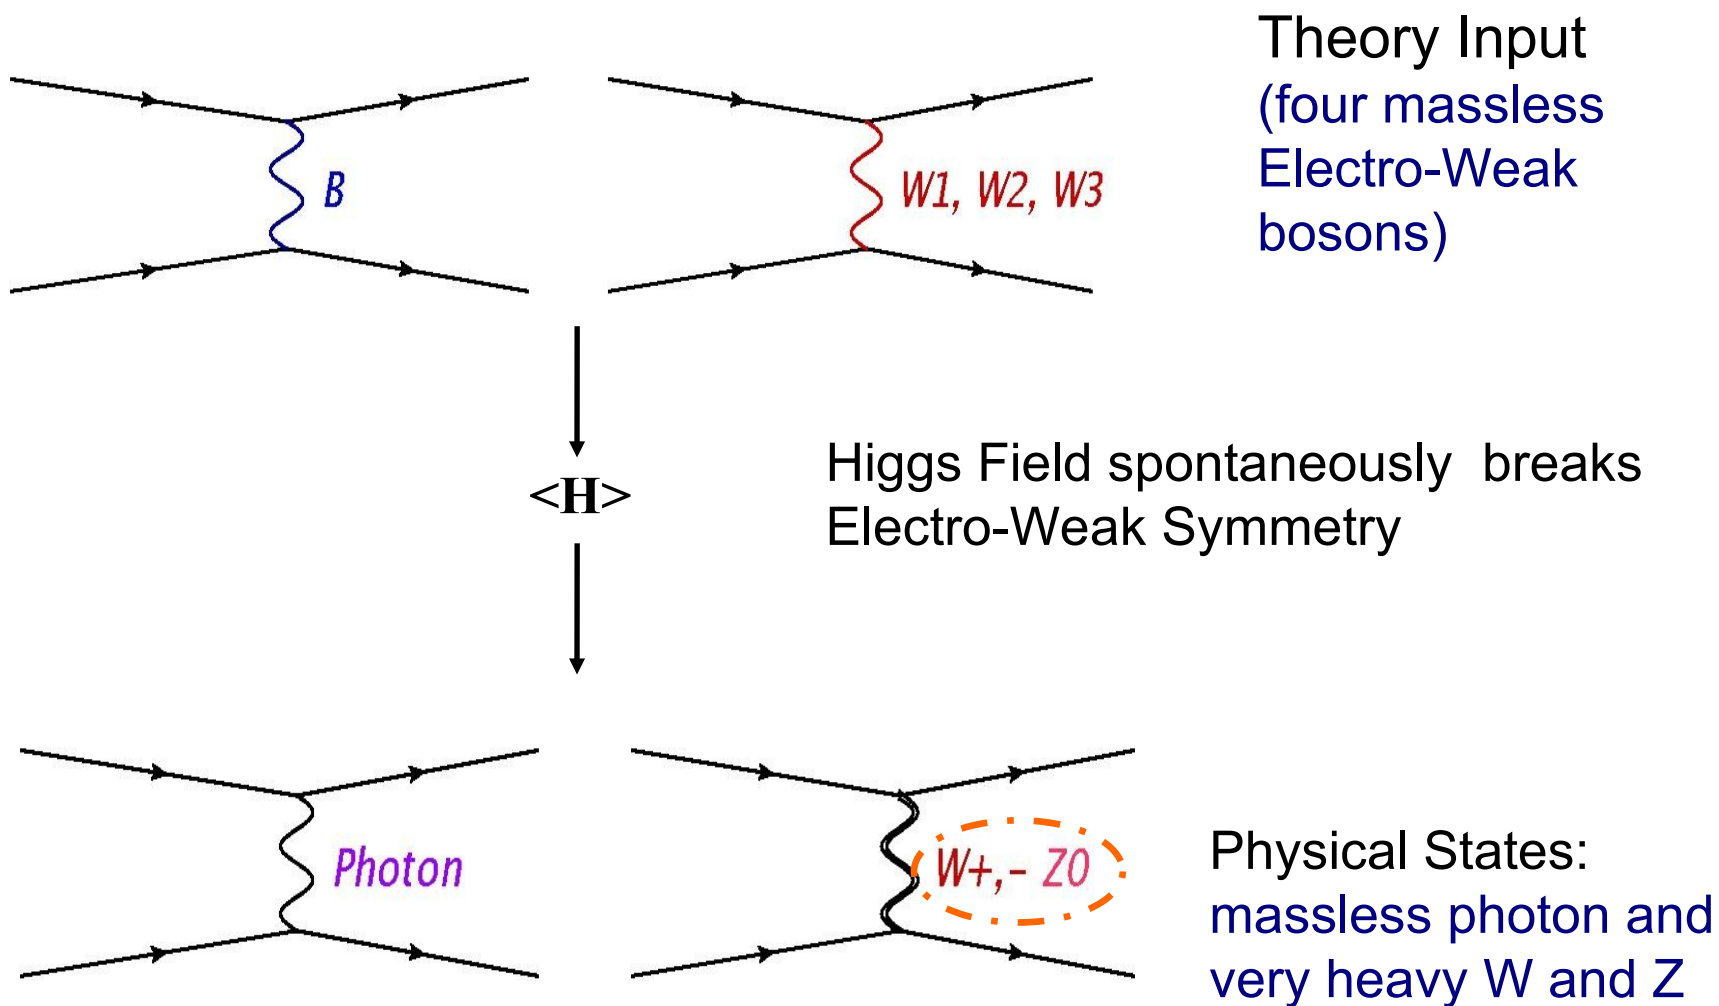 Theory Input
(four massless
Electro-Weak
bosons)
B
W1, W2, W3
<H>
Higgs Field spontaneously breaks
Electro-Weak Symmetry
Photon
W+,- Z0
Physical States:
massless photon and
very heavy W and Z